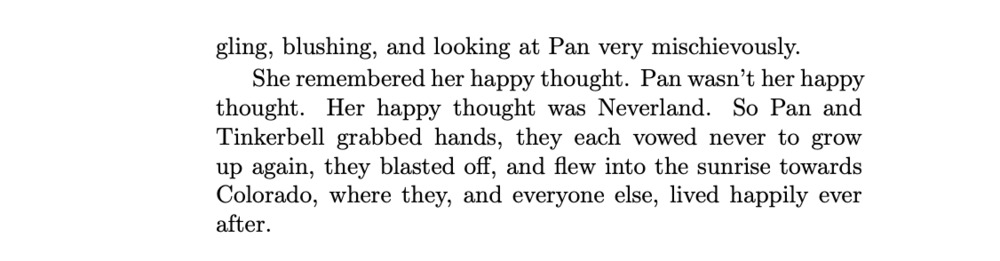 gling, blushing, and looking at Pan very mischievously.
She remembered her happy thought. Pan wasn't her happy
thought. Her happy thought was Neverland. So Pan and
Tinkerbell grabbed hands, they each vowed never to grow
up again, they blasted off, and flew into the sunrise towards
Colorado, where they, and everyone else, lived happily ever
after.